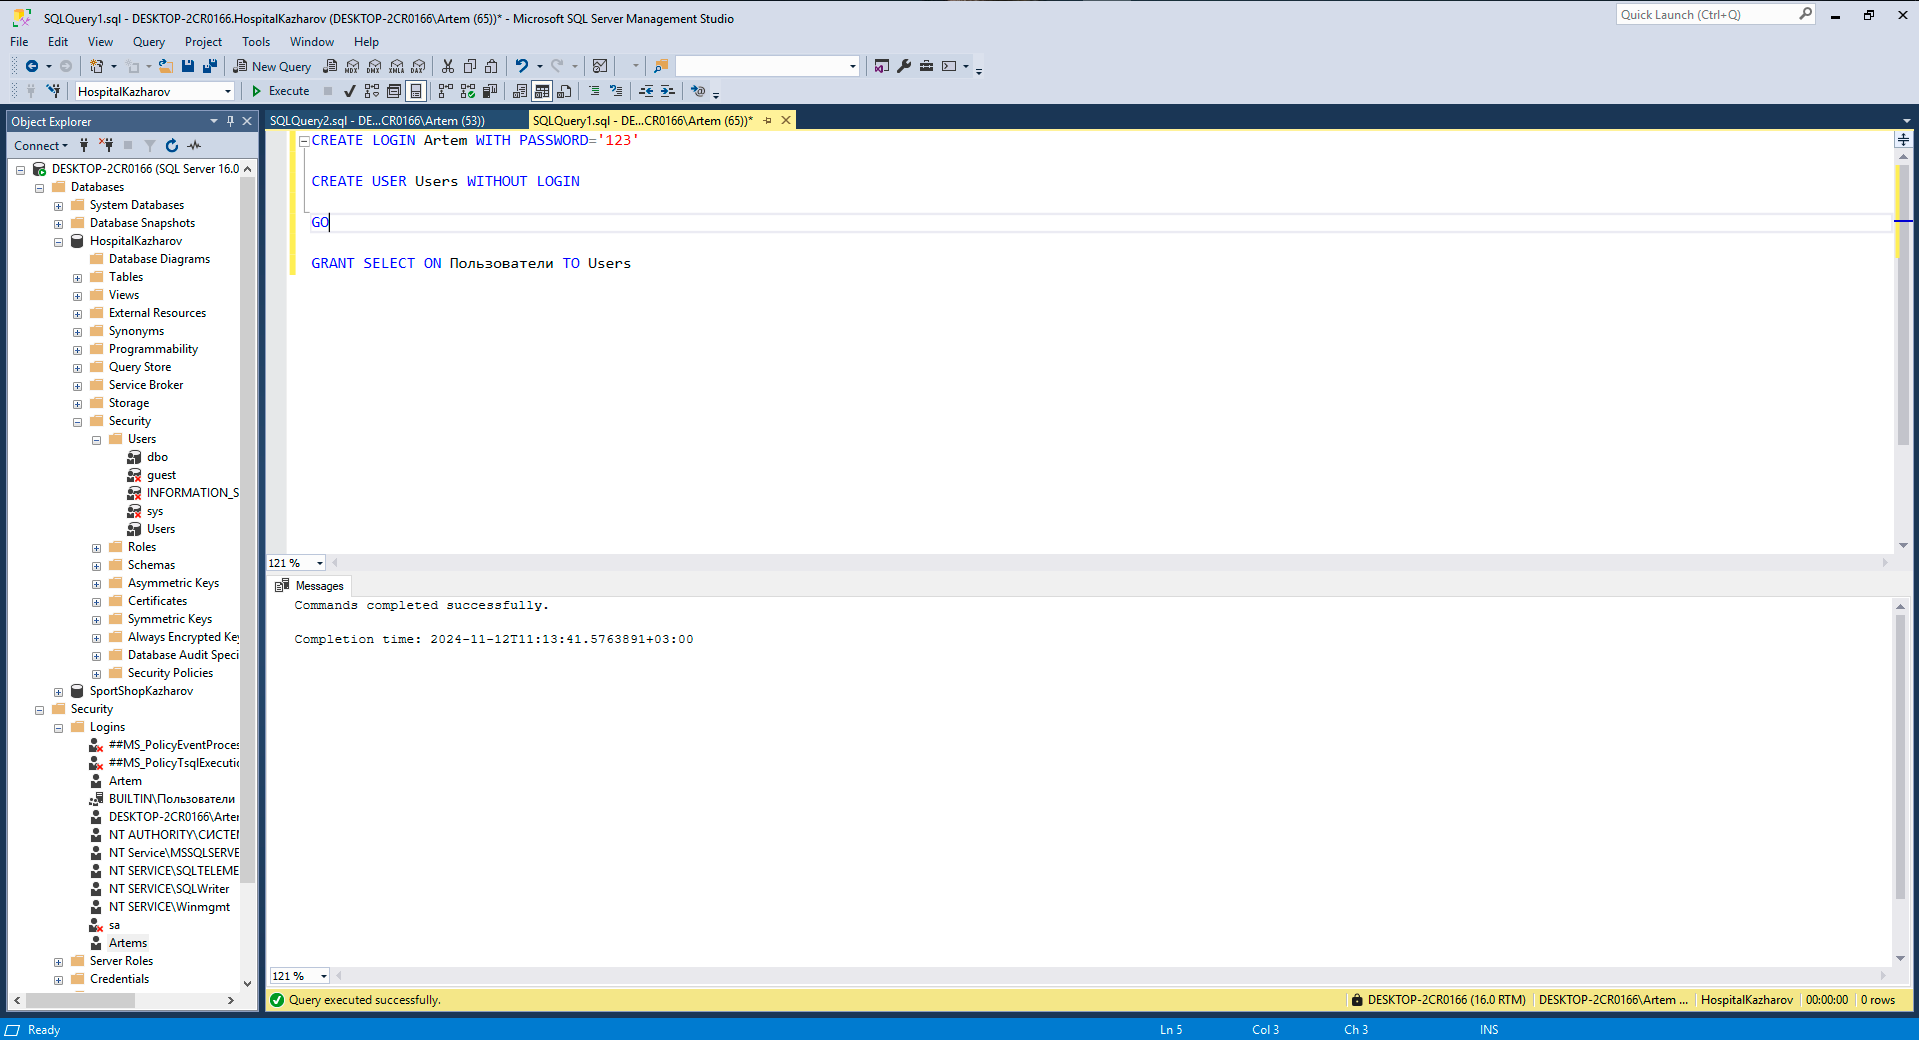 SQLQuery1.sql - DESKTOP-2CR0166.HospitalKazharov (DESKTOP-2CR0166\Artem (65))* - Microsoft SQL Server Management Studio
Quick Launch (Ctrl+Q)
File Edit View Query Project Tools Window Help
New Query MDX DMX XMLA DAX
HospitalKazharov Execute
Object Explorer
SQLQuery2.sql - DE...CR0166\Artem (53))
SQLQuery1.sql - DE...CR0166\Artem (65))*
Connect
DESKTOP-2CR0166 (SQL Server 16.0
Databases
System Databases
Database Snapshots
HospitalKazharov
Database Diagrams
Tables
Views
External Resources
Synonyms
Programmability
Query Store
Service Broker
Storage
Security
Users
dbo
guest
INFORMATION_S
sys
Users
Roles
Schemas
Asymmetric Keys
Certificates
Symmetric Keys
Always Encrypted Key
Database Audit Speci
Security Policies
SportShopKazharov
Security
Logins
##MS_PolicyEventProces
##MS_PolicyTsqlExecutio
Artem
BUILTIN\Пользователи
DESKTOP-2CR0166\Arter
NT AUTHORITY\СИСТЕМ
NT Service\MSSQLSERVE
NT SERVICE\SQLTELEME
NT SERVICE\SQLWriter
NT SERVICE\Winmgmt
sa
Artems
Server Roles
Credentials
CREATE LOGIN Artem WITH PASSWORD='123'
CREATE USER Users WITHOUT LOGIN
GO
GRANT SELECT ON Пользователи TO Users
121 %
Messages
Commands completed successfully.
Completion time: 2024-11-12T11:13:41.5763891+03:00
121 %
Query executed successfully.
DESKTOP-2CR0166 (16.0 RTM) DESKTOP-2CR0166\Artem ... HospitalKazharov 00:00:00 0 rows
Ready Ln 5 Col 3 Ch 3 INS